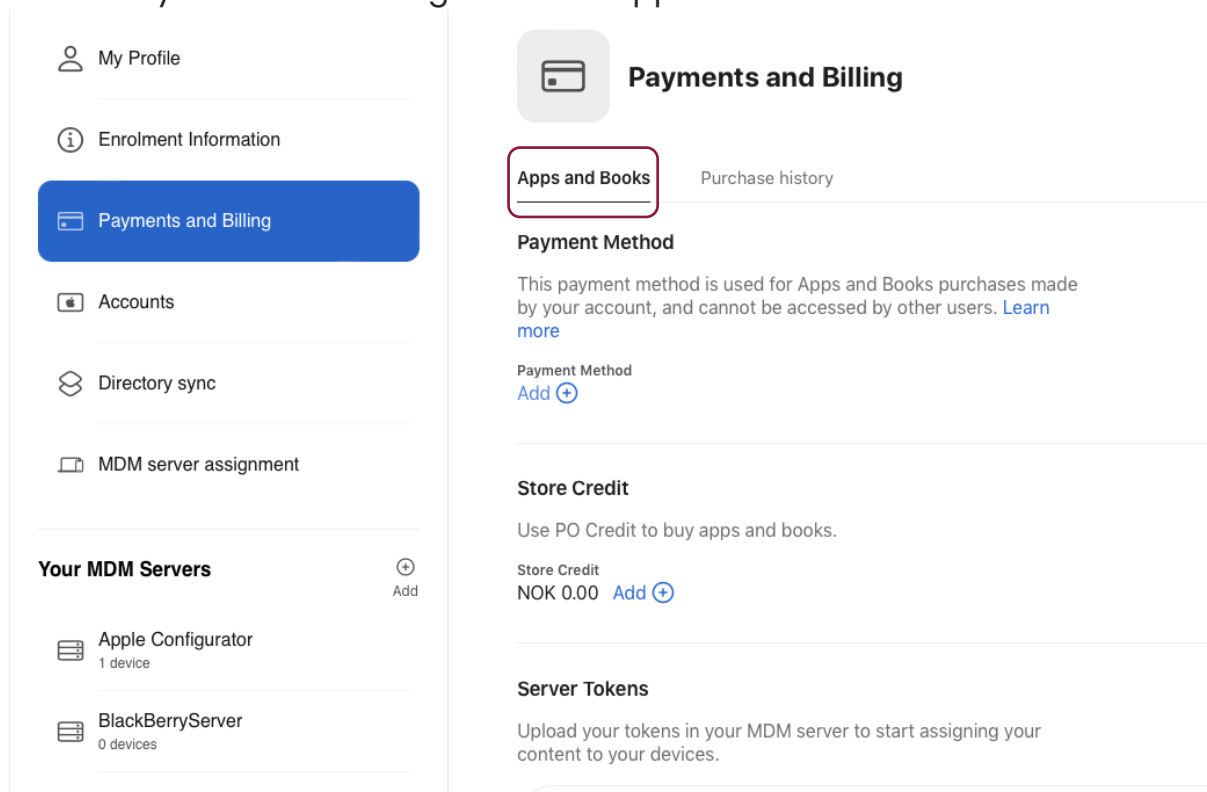 My Profile
Enrolment Information
Payments and Billing
Accounts
Directory sync
MDM server assignment
Your MDM Servers
Add
Apple Configurator
1 device
BlackBerryServer
0 devices
Payments and Billing
Apps and Books
Purchase history
Payment Method
This payment method is used for Apps and Books purchases made
by your account, and cannot be accessed by other users. Learn
more
Payment Method
Add
Store Credit
Use PO Credit to buy apps and books.
Store Credit
NOK 0.00 Add
Server Tokens
Upload your tokens in your MDM server to start assigning your
content to your devices.